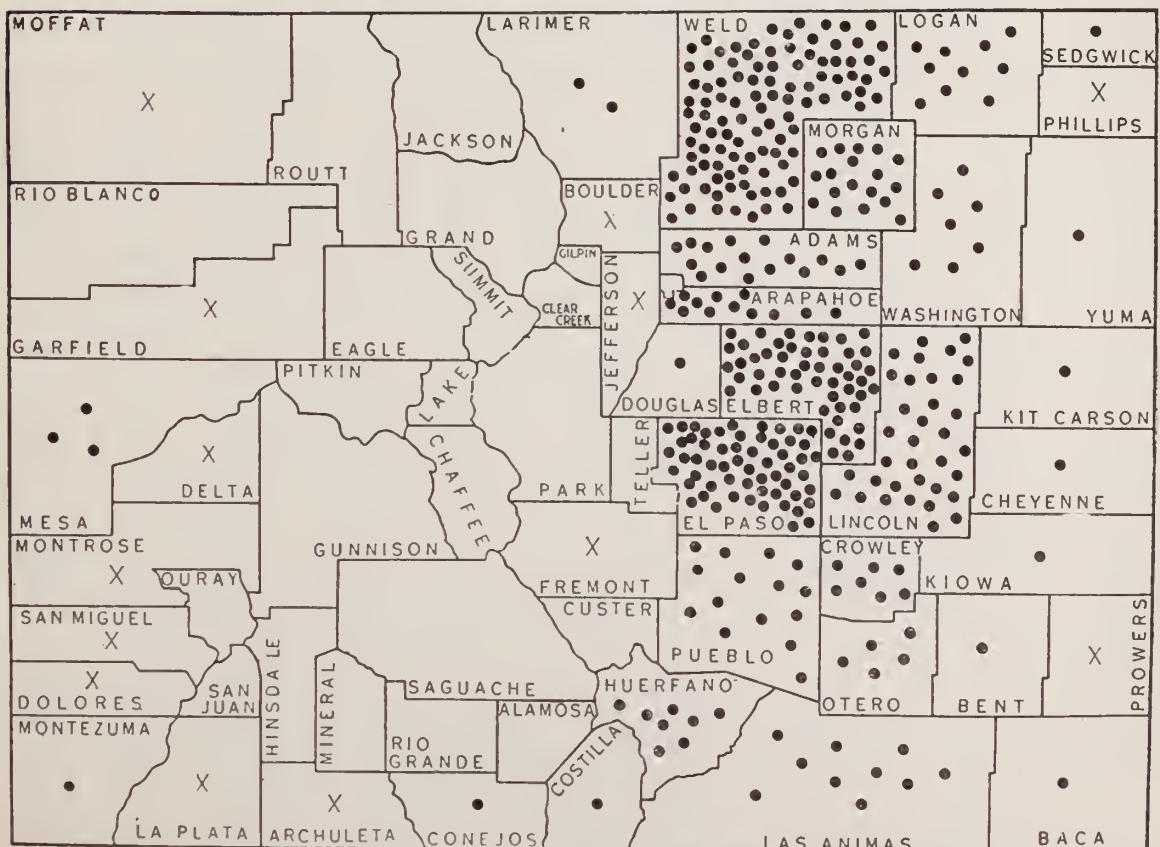 MOFFAT
LARIMER
WELD
LOGAN
SEDGWICK
X
X
PHILLIPS
JACKSON
MORGAN
ROUTT
RIO BLANCO
BOULDER
X
GRAND
GILPIN
ADAMS
SUMMIT
X
CLEAR
CREEK
JEFFERSON
X
ARAPAHOE
WASHINGTON
YUMA
GARFIELD
EAGLE
PITKIN
LAKE
DOUGLAS
ELBERT
KIT CARSON
TELLER
CHAFFEE
X
DELTA
PARK
CHEYENNE
MESA
EL PASO
LINCOLN
MONTROSE
GUNNISON
CROWLEY
X
OURAY
X
FREMONT
KIOWA
SAN MIGUEL
X
CUSTER
PROWERS
HINSDALE
MINERAL
PUEBLO
X
X
DOLORES
SAN
JUAN
SAGUACHE
HUERFANO
OTERO
BENT
MONTEZUMA
ALAMOSA
RIO
GRANDE
COSTILLA
X
X
LA PLATA
ARCHULETA
CONEJOS
LAS ANIMAS
BACA